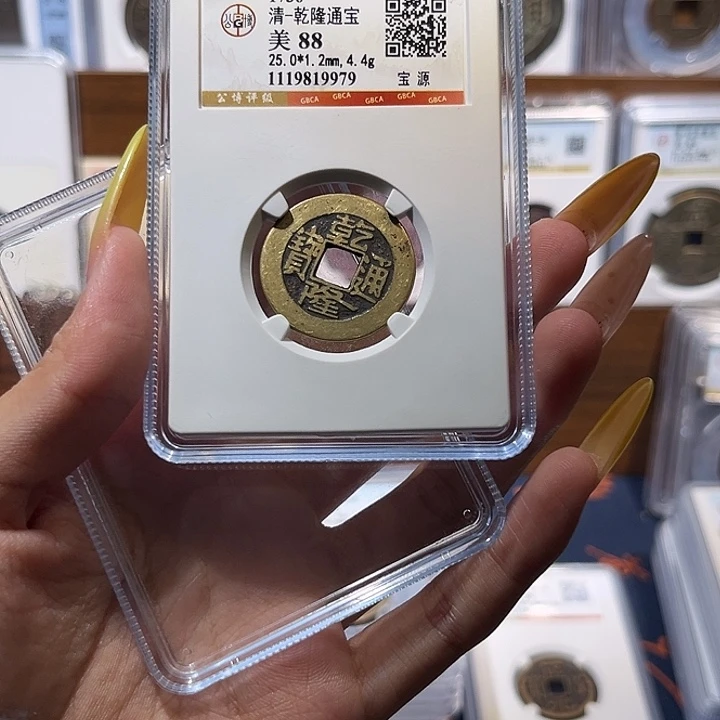 清-乾隆通宝
美 88
25.0*1.2mm, 4.4g
1119819979 宝源
公博评级 GBCA GBCA GBCA GBCA GBCA
乾隆通寶